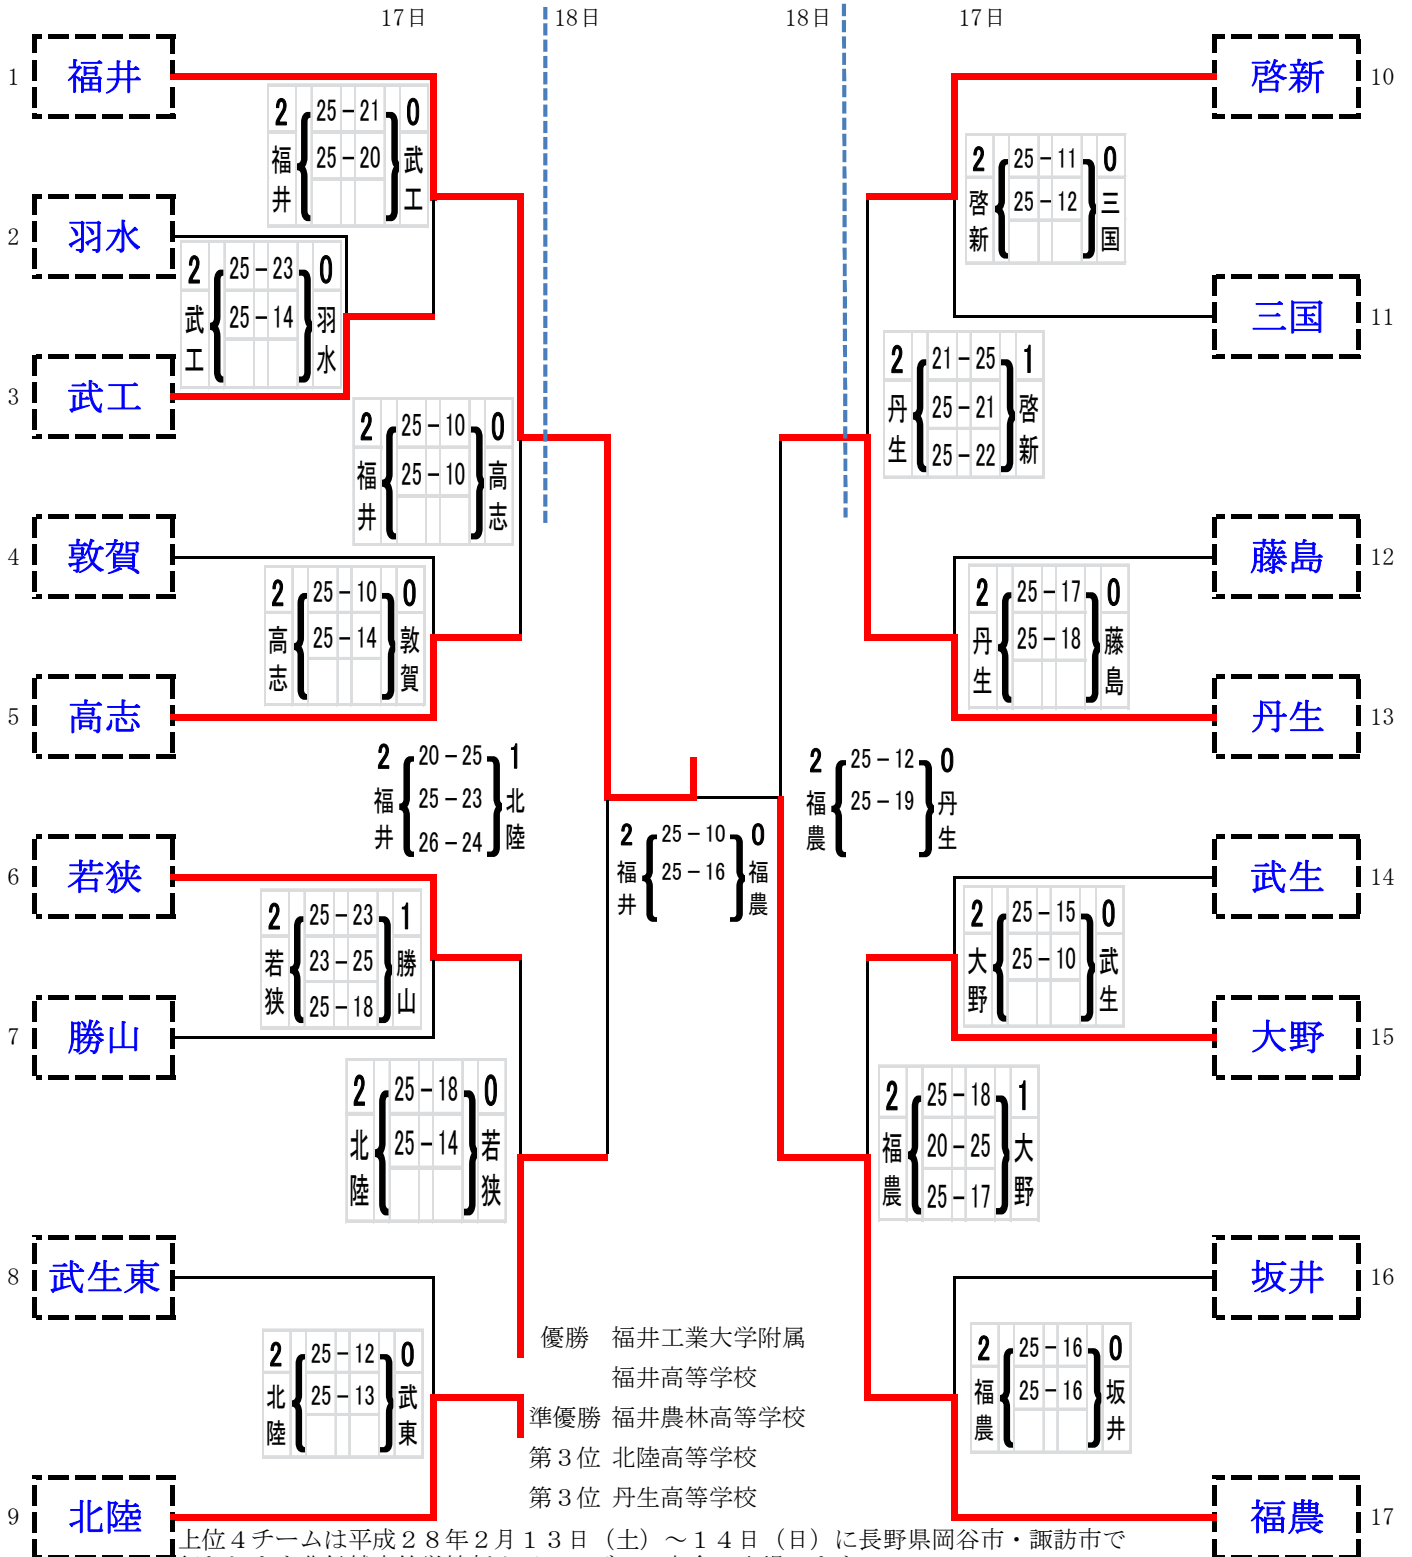 17日 18日 18日 17日
1 福井
2 羽水
3 武工
4 敦賀
5 高志
6 若狭
7 勝山
8 武生東
9 北陸
啓新 10
三国 11
藤島 12
丹生 13
武生 14
大野 15
坂井 16
福農 17
2 福井 25－21 25－20 0 武工
2 武工 25－23 25－14 0 羽水
2 福井 25－10 25－10 0 高志
2 高志 25－10 25－14 0 敦賀
2 福井 20－25 25－23 26－24 1 北陸
2 若狭 25－23 23－25 25－18 1 勝山
2 北陸 25－18 25－14 0 若狭
2 北陸 25－12 25－13 0 武東
2 福井 25－10 25－16 0 福農
2 啓新 25－11 25－12 0 三国
2 丹生 21－25 25－21 25－22 1 啓新
2 丹生 25－17 25－18 0 藤島
2 福農 25－12 25－19 0 丹生
2 大野 25－15 25－10 0 武生
2 福農 25－18 20－25 25－17 1 大野
2 福農 25－16 25－16 0 坂井
優勝 福井工業大学附属
福井高等学校
準優勝 福井農林高等学校
第３位 北陸高等学校
第３位 丹生高等学校
上位４チームは平成２８年２月１３日（土）～１４日（日）に長野県岡谷市・諏訪市で